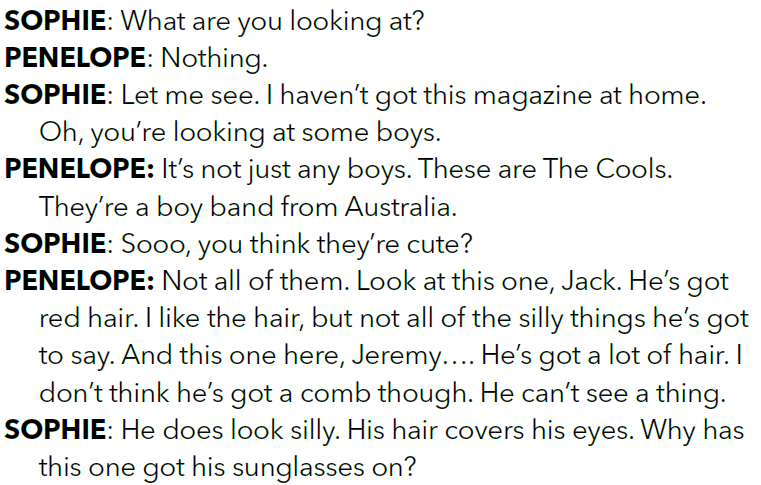 SOPHIE: What are you looking at?
PENELOPE: Nothing.
SOPHIE: Let me see. I haven’t got this magazine at home.
Oh, you’re looking at some boys.
PENELOPE: It’s not just any boys. These are The Cools.
They’re a boy band from Australia.
SOPHIE: Sooo, you think they’re cute?
PENELOPE: Not all of them. Look at this one, Jack. He’s got
red hair. I like the hair, but not all of the silly things he’s got
to say. And this one here, Jeremy…. He’s got a lot of hair. I
don’t think he’s got a comb though. He can’t see a thing.
SOPHIE: He does look silly. His hair covers his eyes. Why has
this one got his sunglasses on?